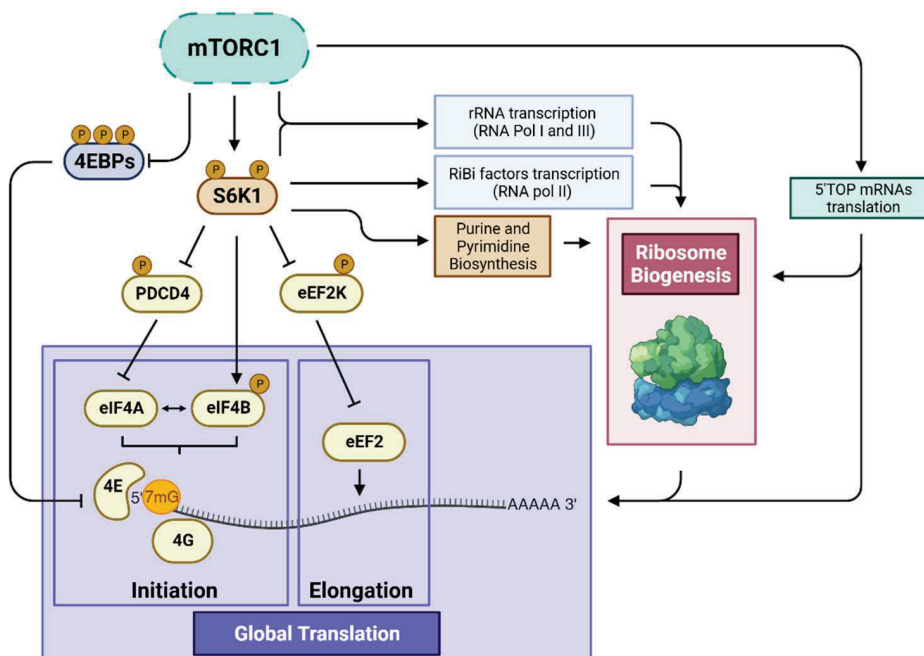 mTORC1
P P P
4EBPs
P P
S6K1
rRNA transcription
(RNA Pol I and III)
RiBi factors transcription
(RNA pol II)
Purine and
Pyrimidine
Biosynthesis
5'TOP mRNAs
translation
Ribosome
Biogenesis
P
PDCD4
P
eEF2K
eIF4A
P
eIF4B
eEF2
4E
5'
7mG
4G
AAAAA 3'
Initiation
Elongation
Global Translation